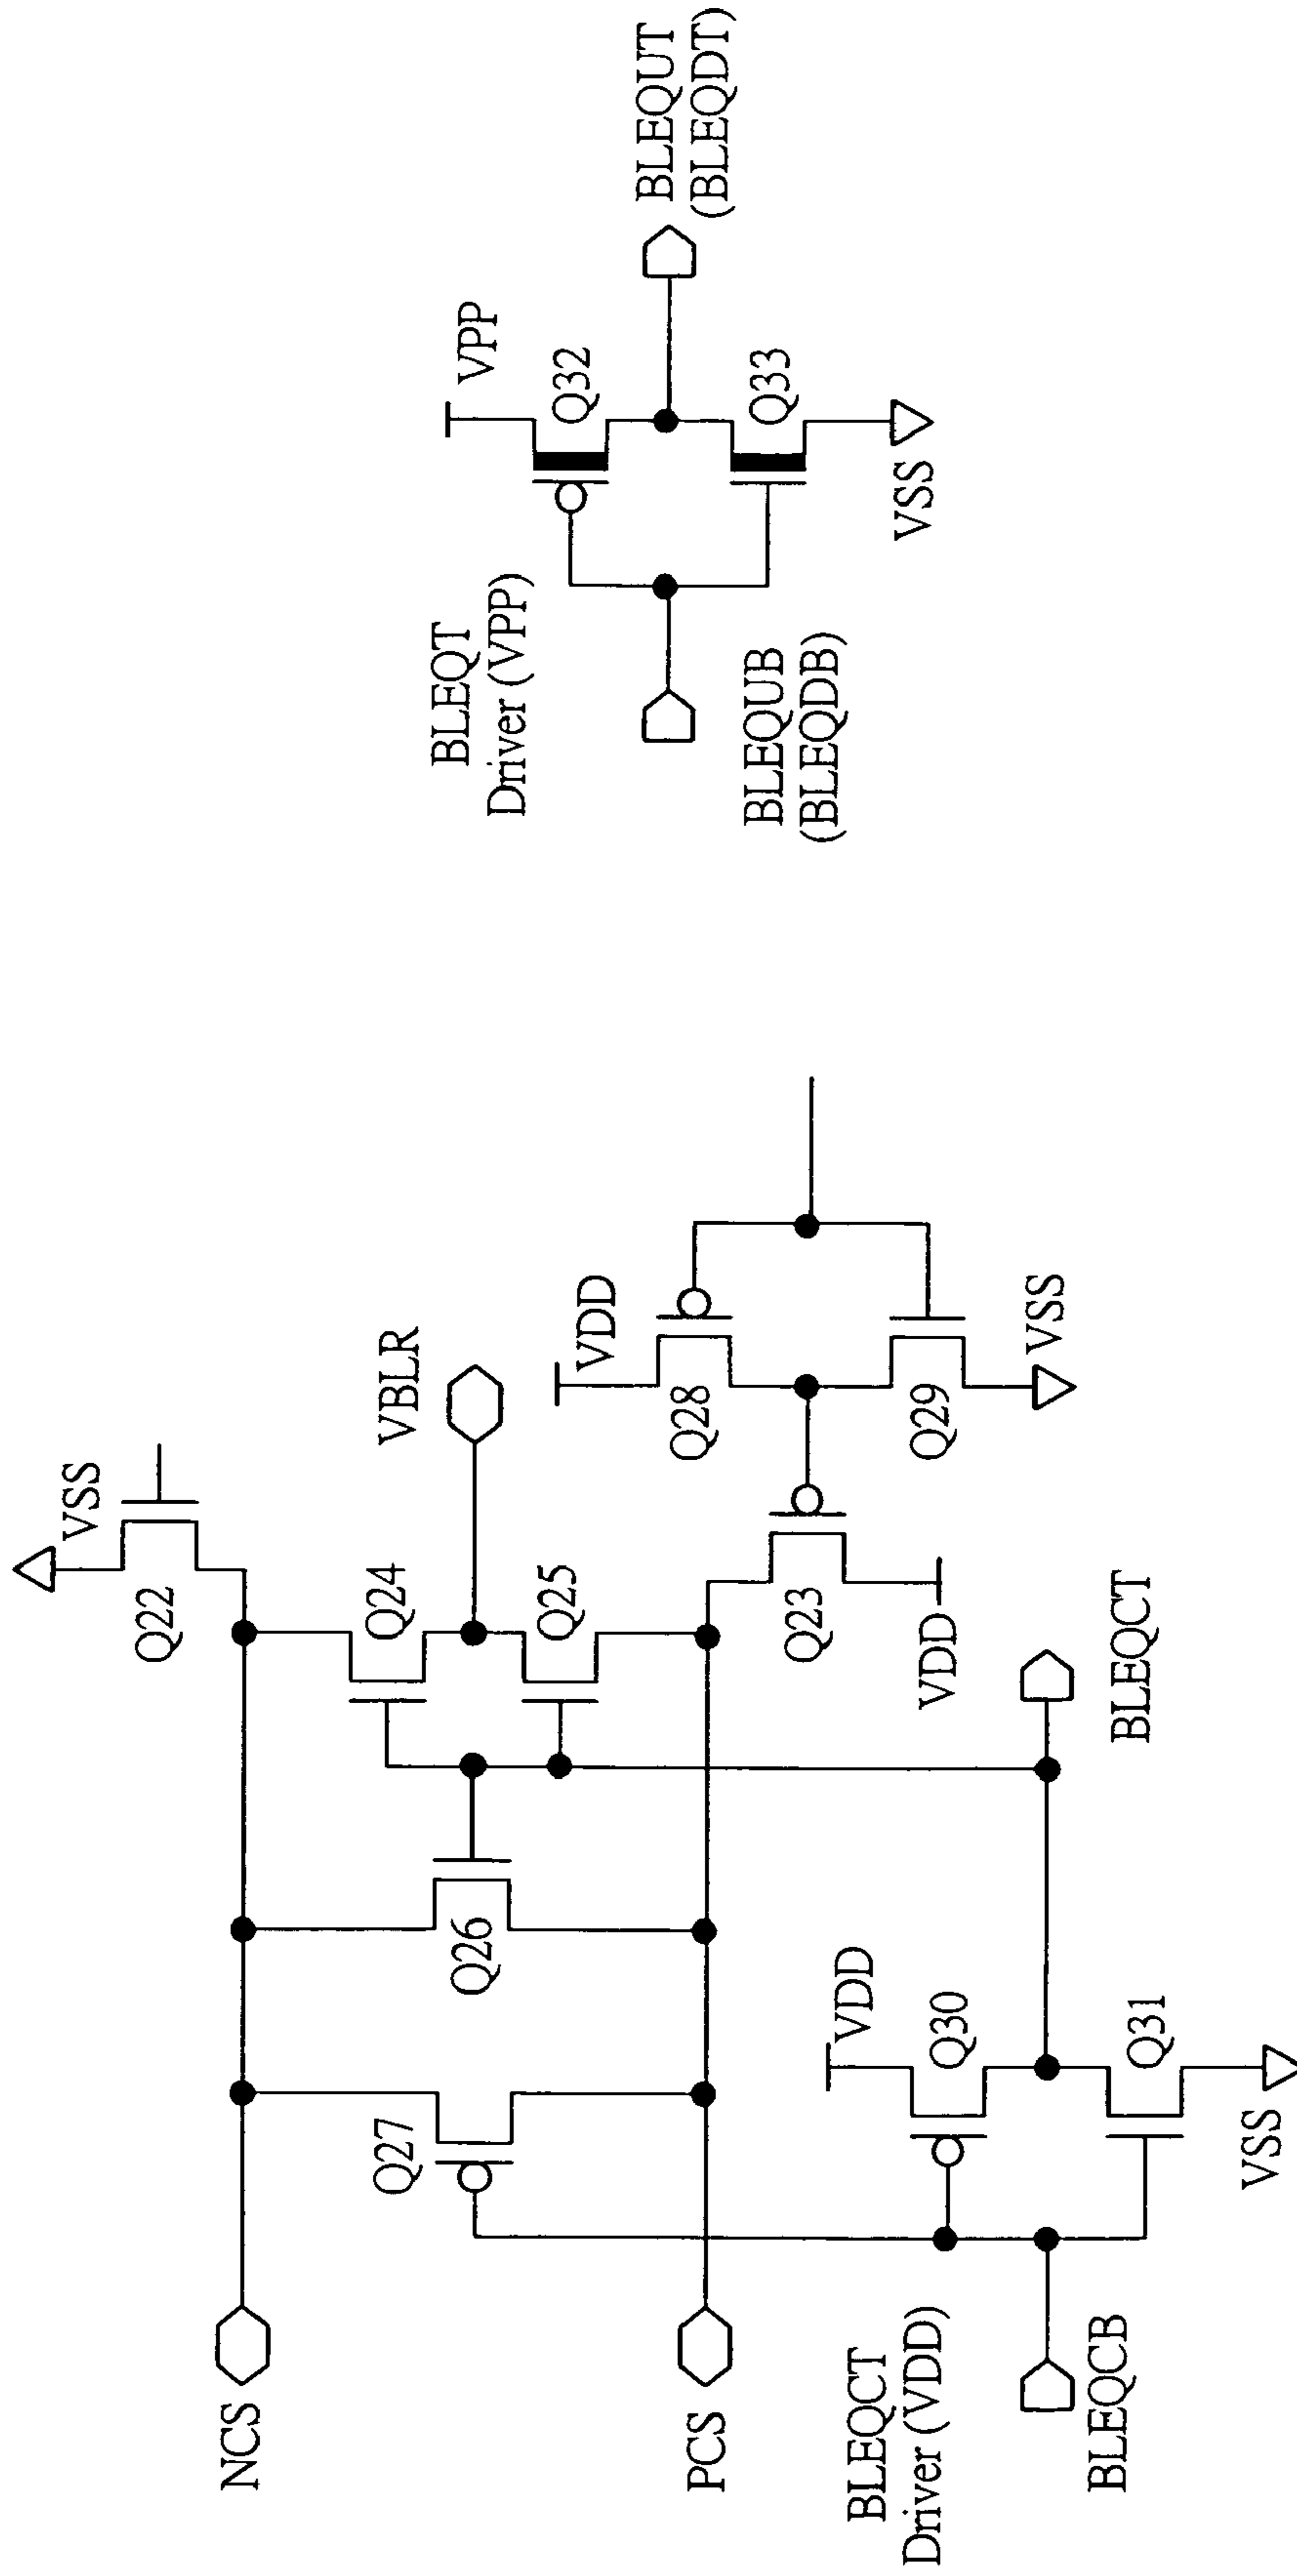 NCS
PCS
VSS
Q22
Q24
Q25
VBLR
Q26
Q27
Q23
VDD
VDD
Q28
Q29
VSS
BLEQCT
Driver (VDD)
VDD
Q30
Q31
VSS
BLEQCB
BLEQCT
BLEQT
Driver (VPP)
VPP
Q32
Q33
VSS
BLEQUB
(BLEQDB)
BLEQUT
(BLEQDT)